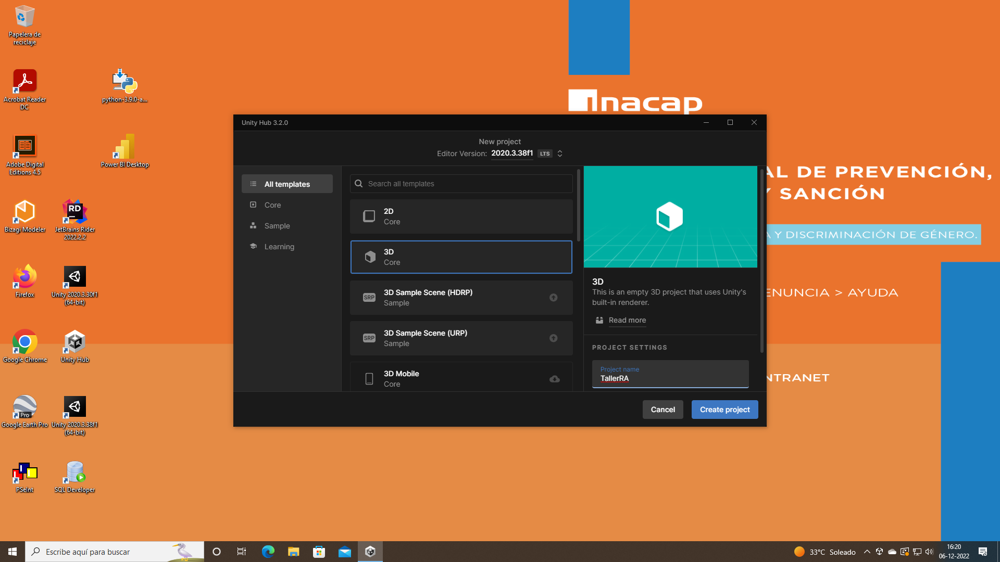 Papelera de
reciclaje
Acrobat Reader
DC
python-3.9.0-a...
Adobe Digital
Editions 4.5
Power BI Desktop
Bizagi Modeler
RD
JetBrains Rider
2022.2.2
Firefox
Unity 2020.3.30f1
(64-bit)
Google Chrome
Unity Hub
Pro
Google Earth Pro
Unity 2020.3.38f1
(64-bit)
PSeInt
SQL Developer
Inacap
AL DE PREVENCIÓN,
Y SANCIÓN
A Y DISCRIMINACIÓN DE GÉNERO.
ENUNCIA > AYUDA
NTRANET
Unity Hub 3.2.0
New project
Editor Version: 2020.3.38f1 LTS
All templates
Core
Sample
Learning
Search all templates
2D
Core
3D
Core
SRP
3D Sample Scene (HDRP)
Sample
SRP
3D Sample Scene (URP)
Sample
3D Mobile
Core
3D
This is an empty 3D project that uses Unity's
built-in renderer.
Read more
PROJECT SETTINGS
Project name
TallerRA
Cancel
Create project
Escribe aquí para buscar
33°C Soleado
16:20
06-12-2022